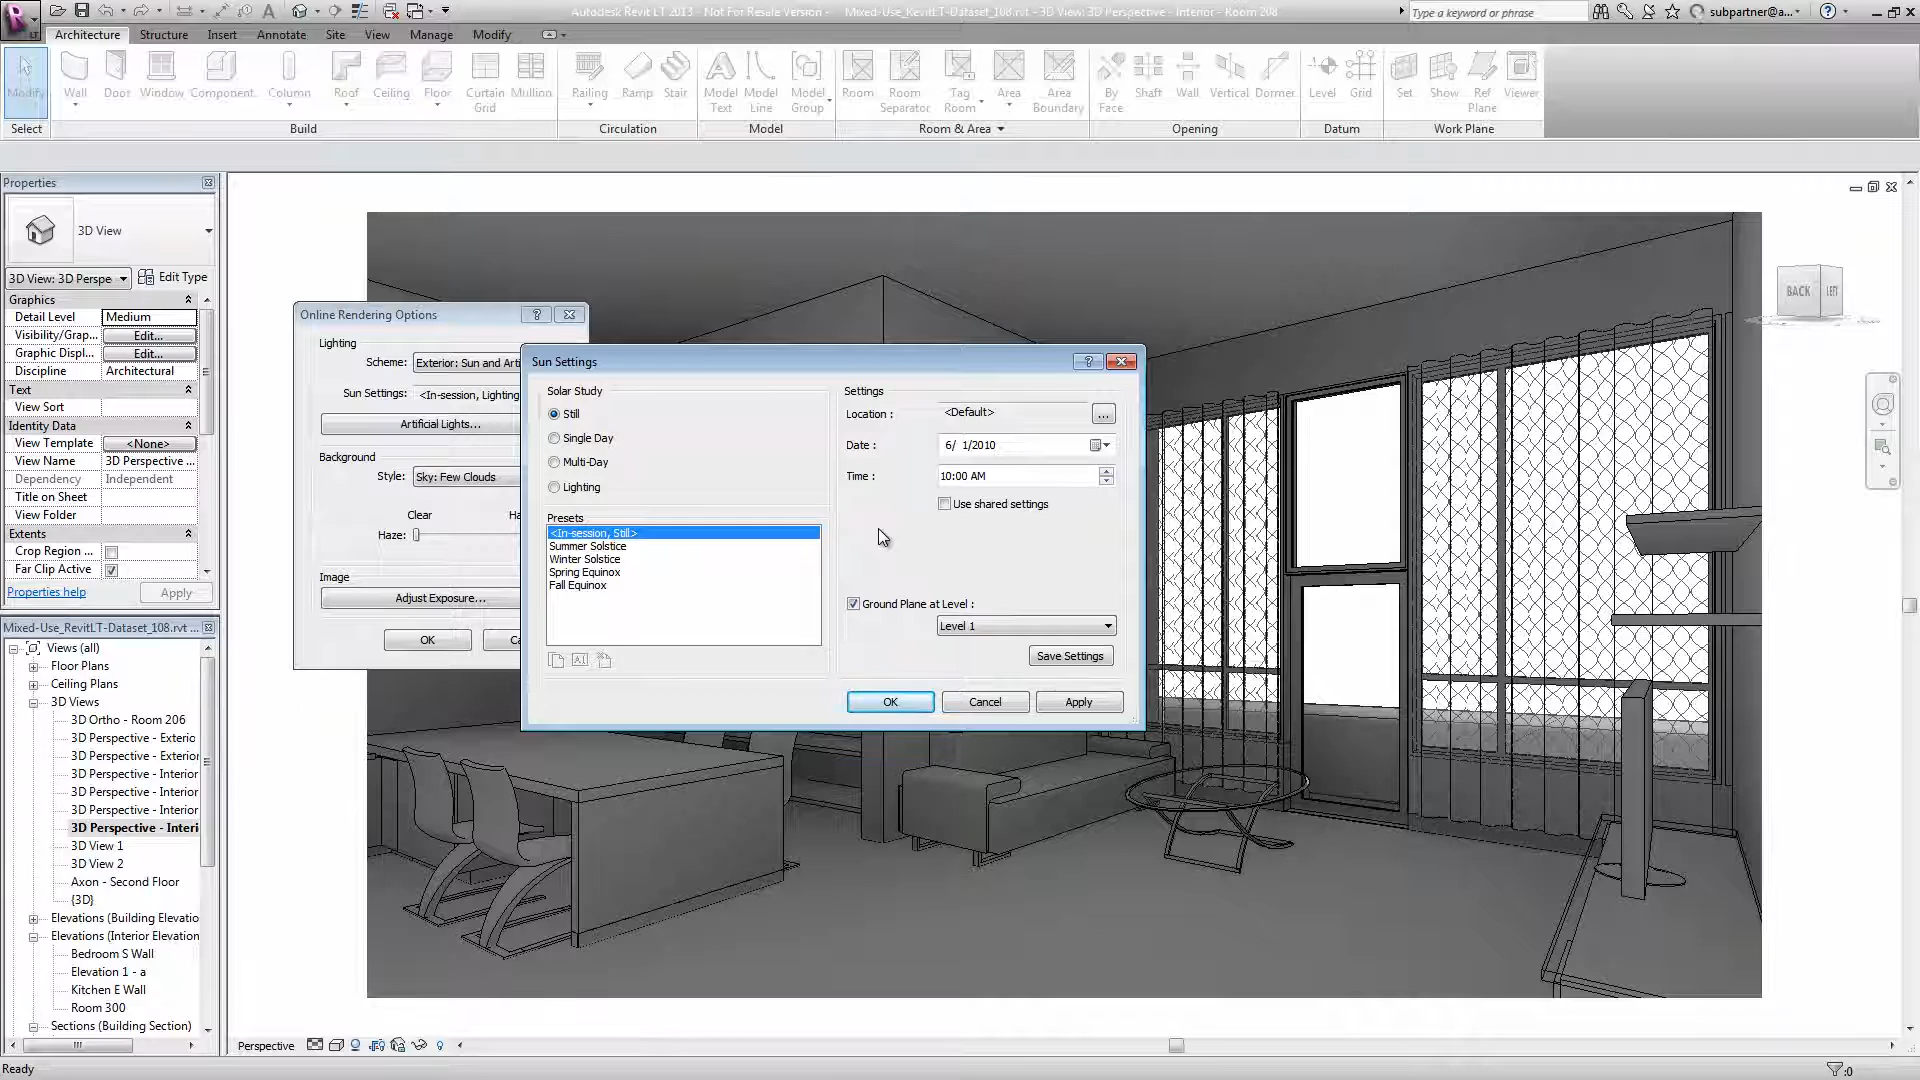 Autodesk Revit LT 2013 - Not For Resale Version - Mixed-Use_RevitLT-Dataset_108.rvt - 3D View: 3D Perspective - Interior - Room 208
Type a keyword or phrase
subpartner@a...
LT
Architecture Structure Insert Annotate Site View Manage Modify
Modify Wall Door Window Component Column Roof Ceiling Floor Curtain Grid Mullion Railing Ramp Stair Model Text Model Line Model Group Room Room Separator Tag Room Area Area Boundary By Face Shaft Wall Vertical Dormer Level Grid Set Show Ref Plane Viewer
Select Build Circulation Model Room & Area Opening Datum Work Plane
Properties
3D View
3D View: 3D Perspe Edit Type
Graphics
Detail Level Medium
Visibility/Grap... Edit...
Graphic Displ... Edit...
Discipline Architectural
Text
View Sort
Identity Data
View Template <None>
View Name 3D Perspective ...
Dependency Independent
Title on Sheet
View Folder
Extents
Crop Region ...
Far Clip Active
Properties help Apply
Mixed-Use_RevitLT-Dataset_108.rvt ...
Views (all)
Floor Plans
Ceiling Plans
3D Views
3D Ortho - Room 206
3D Perspective - Exterio
3D Perspective - Exterior
3D Perspective - Interior
3D Perspective - Interior
3D Perspective - Interior
3D Perspective - Interi
3D View 1
3D View 2
Axon - Second Floor
{3D}
Elevations (Building Elevatio
Elevations (Interior Elevation
Bedroom S Wall
Elevation 1 - a
Kitchen E Wall
Room 300
Sections (Building Section)
Online Rendering Options
Lighting
Scheme: Exterior: Sun and Arti
Sun Settings: <In-session, Lighting
Artificial Lights...
Background
Style: Sky: Few Clouds
Clear Ha
Haze:
Image
Adjust Exposure...
OK Ca
Sun Settings
Solar Study
Still
Single Day
Multi-Day
Lighting
Presets
<In-session, Still>
Summer Solstice
Winter Solstice
Spring Equinox
Fall Equinox
Settings
Location : <Default> ...
Date : 6/ 1/2010
Time : 10:00 AM
Use shared settings
Ground Plane at Level :
Level 1
Save Settings
OK Cancel Apply
BACK LEFT
Perspective
Ready
:0